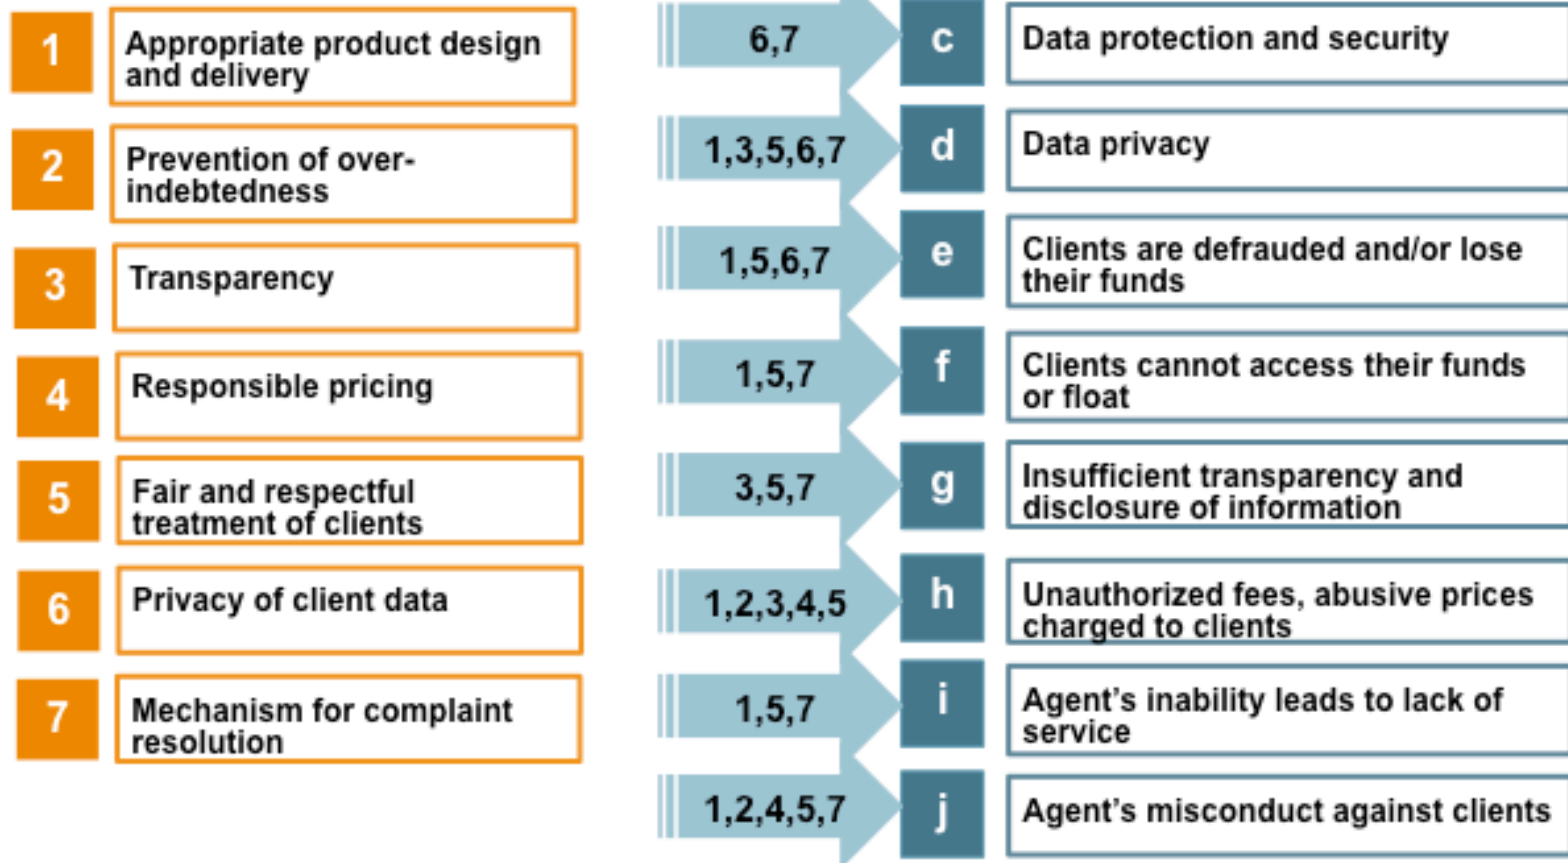 1
Appropriate product design
and delivery
2
Prevention of over-
indebtedness
3
Transparency
4
Responsible pricing
5
Fair and respectful
treatment of clients
6
Privacy of client data
7
Mechanism for complaint
resolution
6,7
c
Data protection and security
1,3,5,6,7
d
Data privacy
1,5,6,7
e
Clients are defrauded and/or lose
their funds
1,5,7
f
Clients cannot access their funds
or float
3,5,7
g
Insufficient transparency and
disclosure of information
1,2,3,4,5
h
Unauthorized fees, abusive prices
charged to clients
1,5,7
i
Agent's inability leads to lack of
service
1,2,4,5,7
j
Agent's misconduct against clients